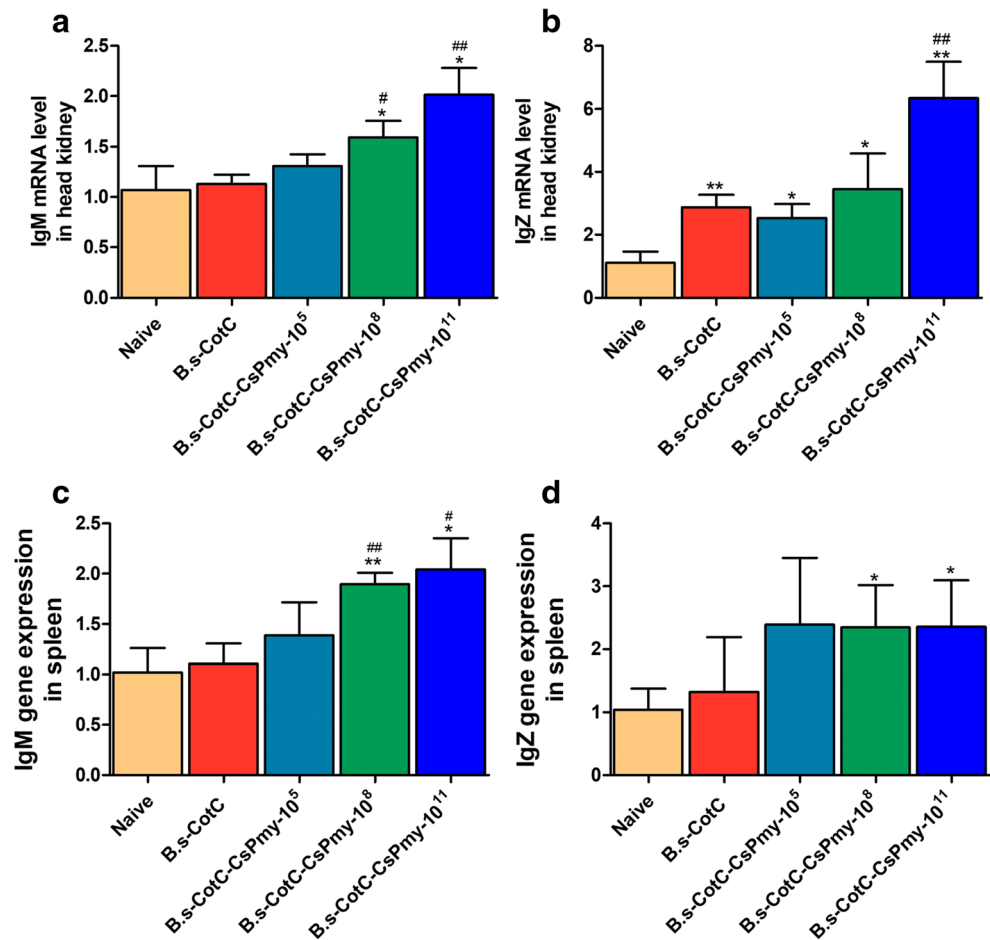 a
IgM mRNA level
in head kidney
2.5
2.0
1.5
1.0
0.5
0.0
#
*
##
*
Naive
B.s-CotC
B.s-CotC-CsPmy-10⁵
B.s-CotC-CsPmy-10⁸
B.s-CotC-CsPmy-10¹¹
b
IgZ mRNA level
in head kidney
8
6
4
2
0
**
*
*
##
**
Naive
B.s-CotC
B.s-CotC-CsPmy-10⁵
B.s-CotC-CsPmy-10⁸
B.s-CotC-CsPmy-10¹¹
c
IgM gene expression
in spleen
2.5
2.0
1.5
1.0
0.5
0.0
##
**
#
*
Naive
B.s-CotC
B.s-CotC-CsPmy-10⁵
B.s-CotC-CsPmy-10⁸
B.s-CotC-CsPmy-10¹¹
d
IgZ gene expression
in spleen
4
3
2
1
0
*
*
Naive
B.s-CotC
B.s-CotC-CsPmy-10⁵
B.s-CotC-CsPmy-10⁸
B.s-CotC-CsPmy-10¹¹